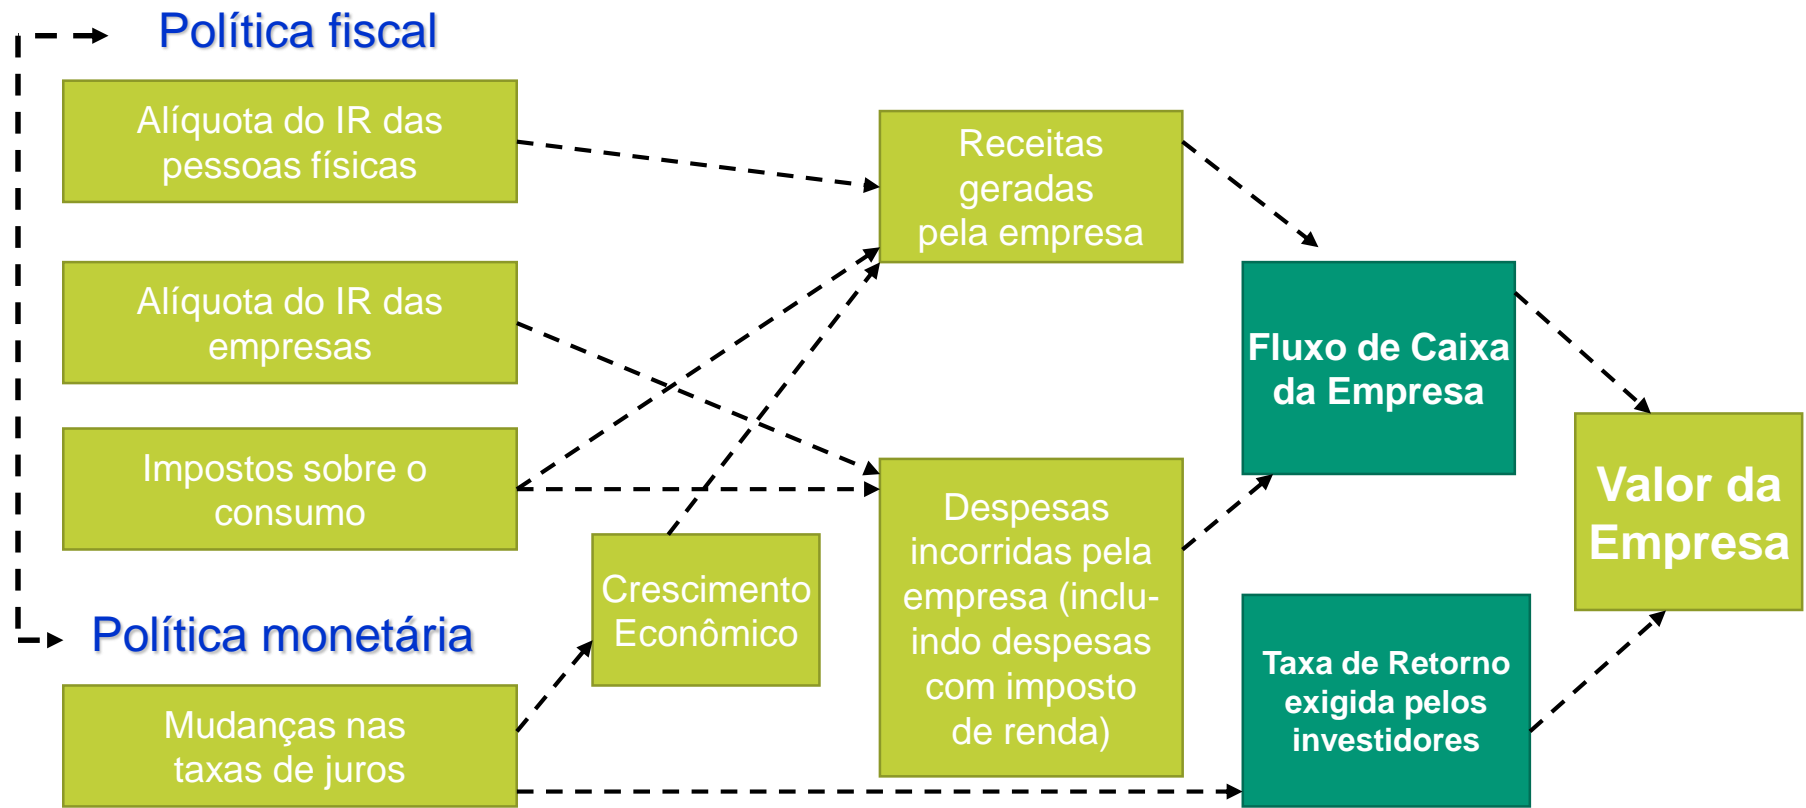 Política fiscal
Alíquota do IR das
pessoas físicas
Alíquota do IR das
empresas
Impostos sobre o
consumo
Política monetária
Mudanças nas
taxas de juros
Crescimento
Econômico
Receitas
geradas
pela empresa
Despesas
incorridas pela
empresa (inclu-
indo despesas
com imposto
de renda)
Fluxo de Caixa
da Empresa
Taxa de Retorno
exigida pelos
investidores
Valor da
Empresa